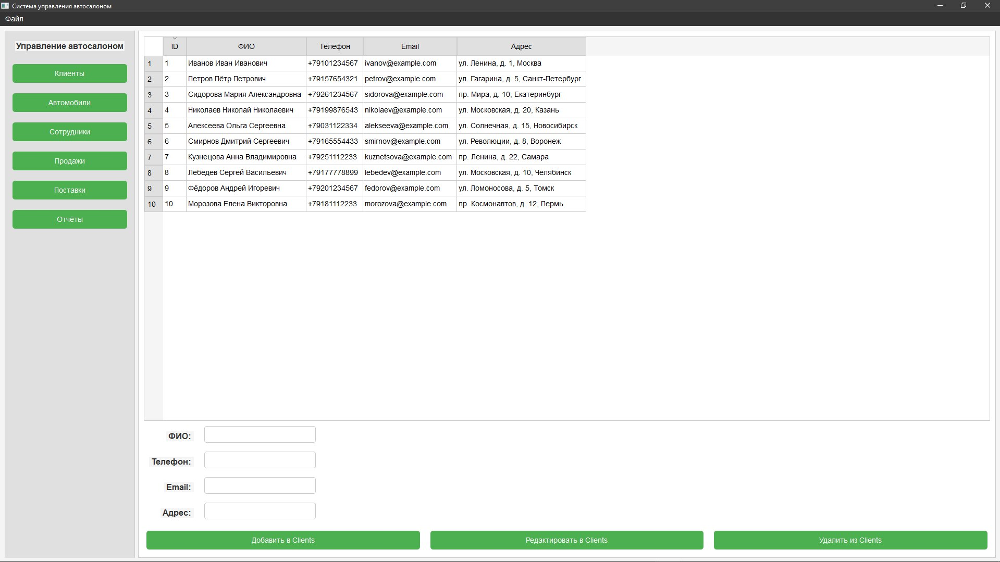 Система управления автосалоном
Файл
Управление автосалоном
Клиенты
Автомобили
Сотрудники
Продажи
Поставки
Отчёты
ID ФИО Телефон Email Адрес
1 1 Иванов Иван Иванович +79101234567 ivanov@example.com ул. Ленина, д. 1, Москва
2 2 Петров Пётр Петрович +79157654321 petrov@example.com ул. Гагарина, д. 5, Санкт-Петербург
3 3 Сидорова Мария Александровна +79261234567 sidorova@example.com пр. Мира, д. 10, Екатеринбург
4 4 Николаев Николай Николаевич +79199876543 nikolaev@example.com ул. Московская, д. 20, Казань
5 5 Алексеева Ольга Сергеевна +79031122334 alekseeva@example.com ул. Солнечная, д. 15, Новосибирск
6 6 Смирнов Дмитрий Сергеевич +79165554433 smirnov@example.com ул. Революции, д. 8, Воронеж
7 7 Кузнецова Анна Владимировна +79251112233 kuznetsova@example.com пр. Ленина, д. 22, Самара
8 8 Лебедев Сергей Васильевич +79177778899 lebedev@example.com ул. Московская, д. 10, Челябинск
9 9 Фёдоров Андрей Игоревич +79201234567 fedorov@example.com ул. Ломоносова, д. 5, Томск
10 10 Морозова Елена Викторовна +79181112233 morozova@example.com пр. Космонавтов, д. 12, Пермь
ФИО:
Телефон:
Email:
Адрес:
Добавить в Clients Редактировать в Clients Удалить из Clients